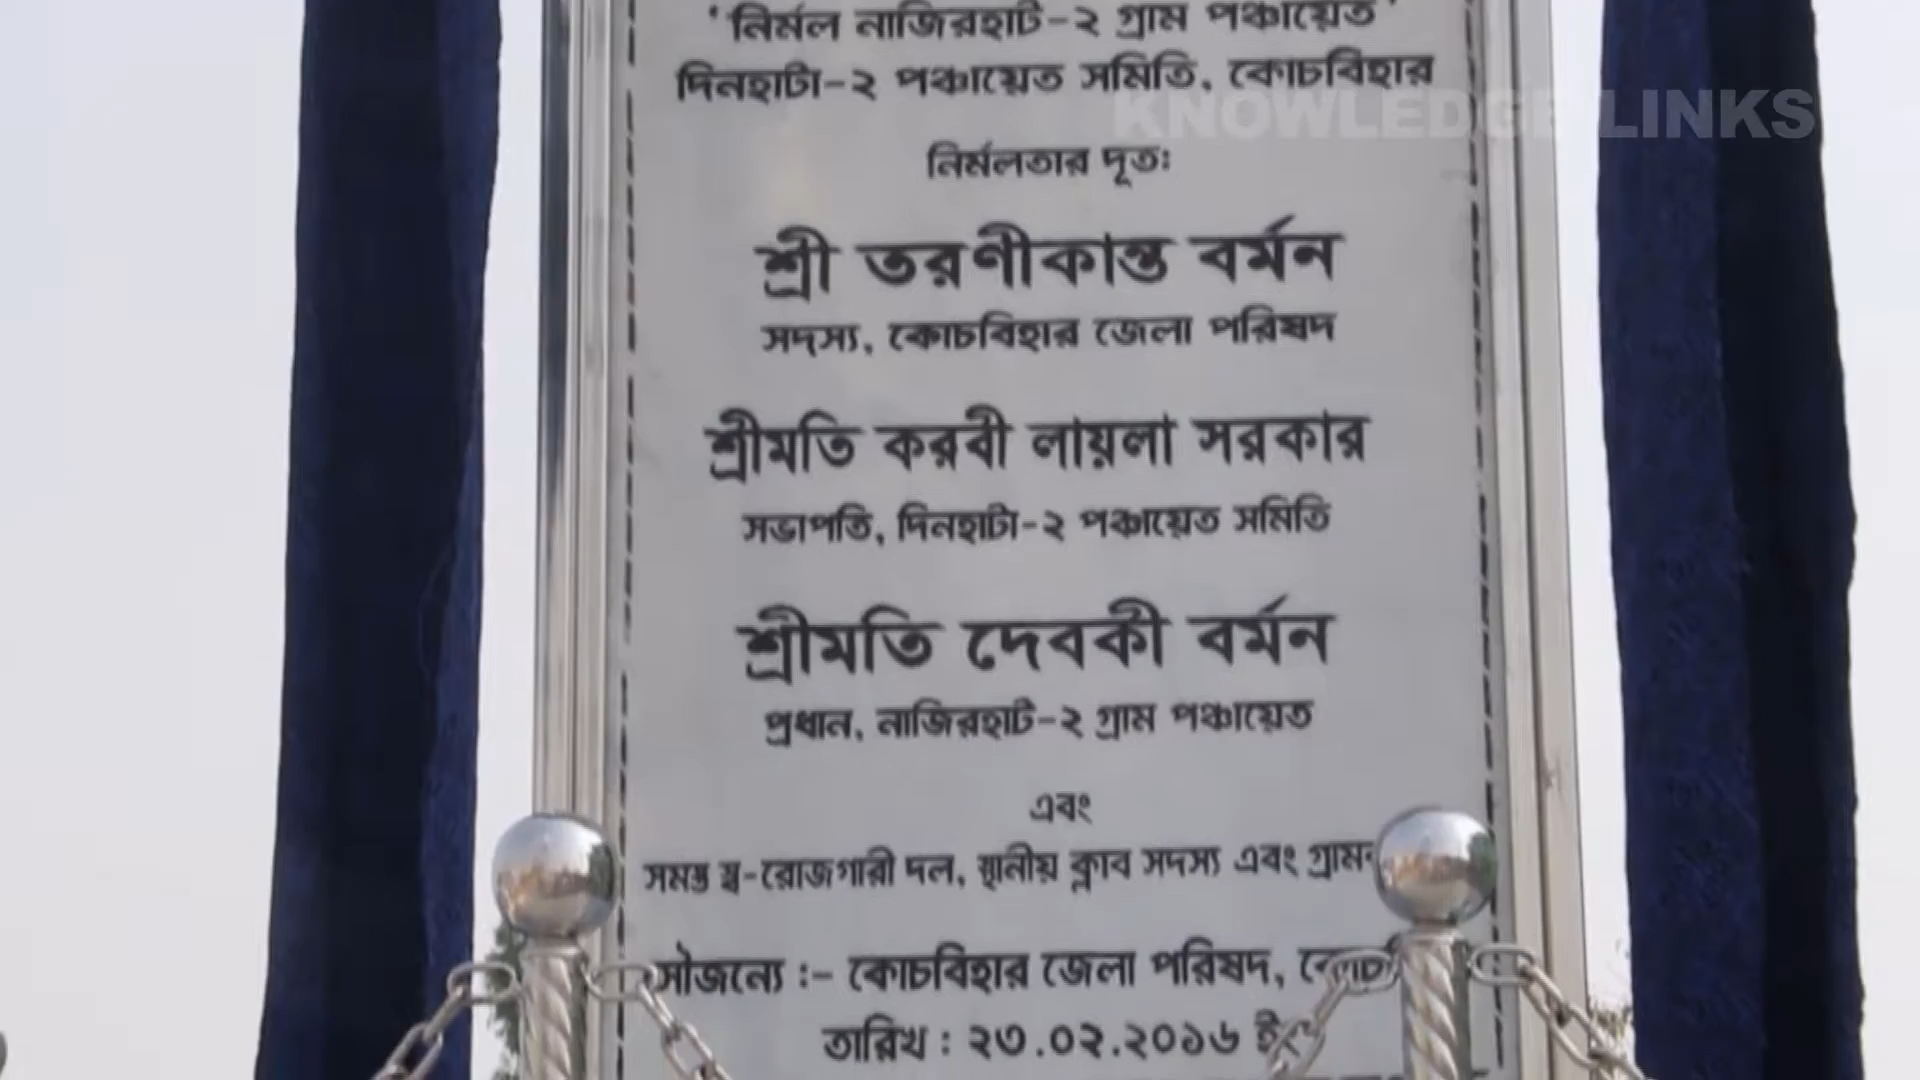 'নির্মল নাজিরহাট-২ গ্রাম পঞ্চায়েত'
দিনহাটা-২ পঞ্চায়েত সমিতি, কোচবিহার
KNOWLEDGE LINKS
নির্মলতার দূতঃ
শ্রী তরণীকান্ত বর্মন
সদস্য, কোচবিহার জেলা পরিষদ
শ্রীমতি করবী লায়লা সরকার
সভাপতি, দিনহাটা-২ পঞ্চায়েত সমিতি
শ্রীমতি দেবকী বর্মন
প্রধান, নাজিরহাট-২ গ্রাম পঞ্চায়েত
এবং
সমস্ত স্ব-রোজগারী দল, স্থানীয় ক্লাব সদস্য এবং
সৌজন্যে :- কোচবিহার জেলা পরিষদ,
তারিখ : ২৩.০২.২০১৬ ইং